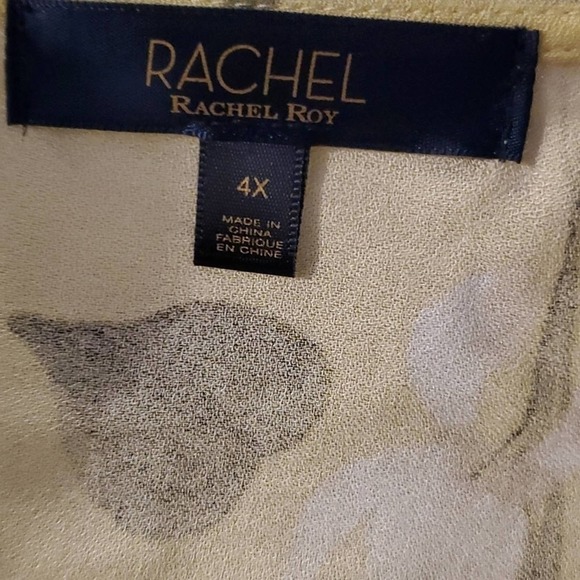 RACHEL
RACHEL ROY
4X
MADE IN
CHINA
FABRIQUE
EN CHINE